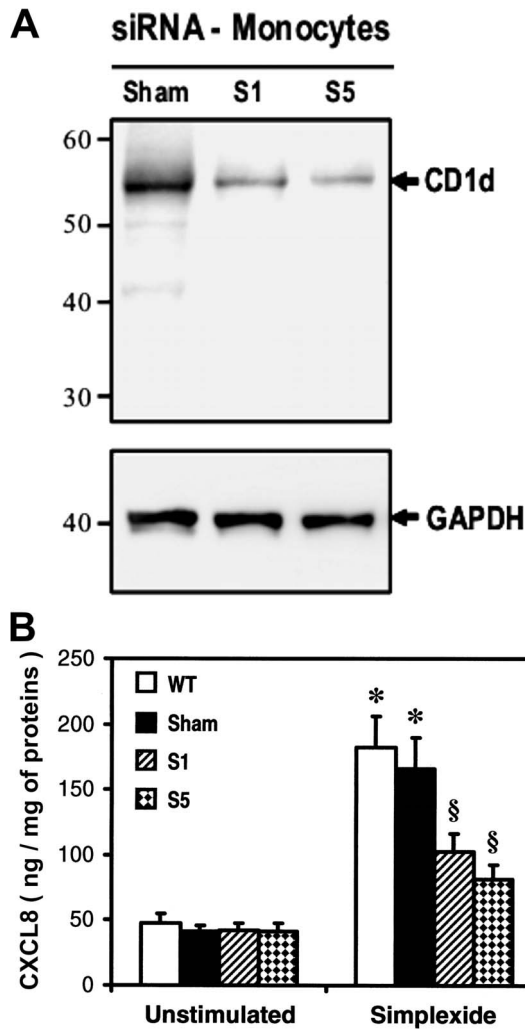 A
siRNA - Monocytes
Sham S1 S5
60
50
40
30
CD1d
40
GAPDH
B
CXCL8 ( ng / mg of proteins )
250
200
150
100
50
0
WT
Sham
S1
S5
* *
§
§
Unstimulated Simplexide